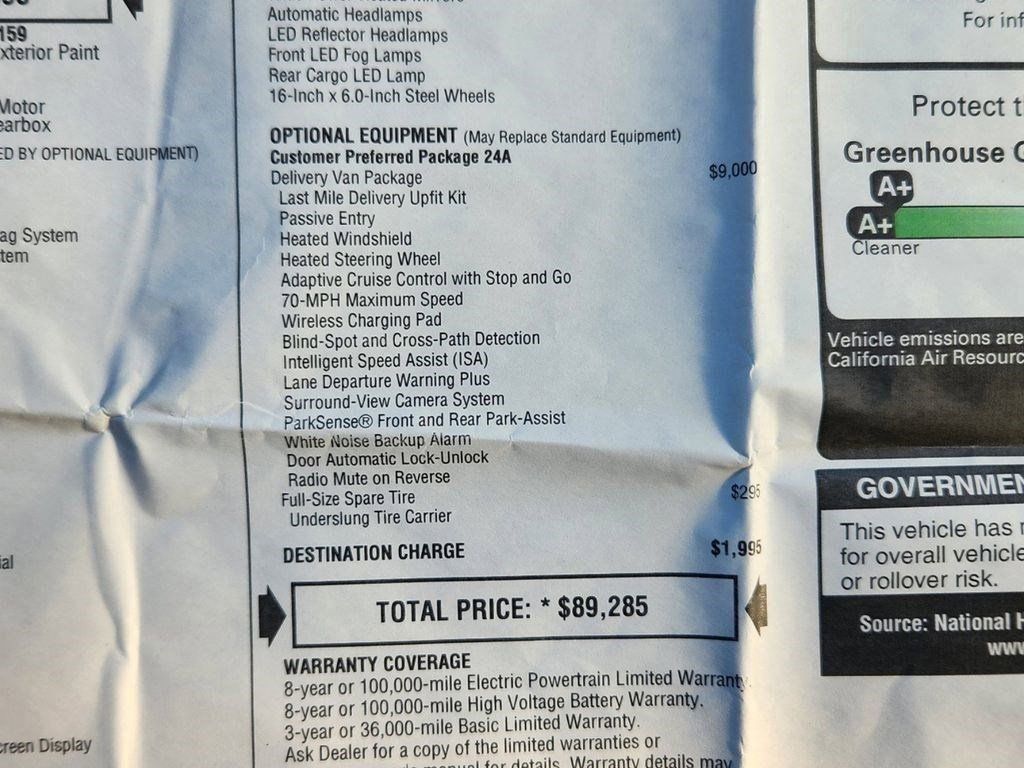 159
xterior Paint
Motor
earbox
ED BY OPTIONAL EQUIPMENT)
ag System
tem
ial
creen Display
Automatic Headlamps
LED Reflector Headlamps
Front LED Fog Lamps
Rear Cargo LED Lamp
16-Inch x 6.0-Inch Steel Wheels
OPTIONAL EQUIPMENT (May Replace Standard Equipment)
Customer Preferred Package 24A
Delivery Van Package $9,000
Last Mile Delivery Upfit Kit
Passive Entry
Heated Windshield
Heated Steering Wheel
Adaptive Cruise Control with Stop and Go
70-MPH Maximum Speed
Wireless Charging Pad
Blind-Spot and Cross-Path Detection
Intelligent Speed Assist (ISA)
Lane Departure Warning Plus
Surround-View Camera System
ParkSense® Front and Rear Park-Assist
White Noise Backup Alarm
Door Automatic Lock-Unlock
Radio Mute on Reverse
Full-Size Spare Tire $295
Underslung Tire Carrier
DESTINATION CHARGE $1,995
TOTAL PRICE: * $89,285
WARRANTY COVERAGE
8-year or 100,000-mile Electric Powertrain Limited Warranty.
8-year or 100,000-mile High Voltage Battery Warranty.
3-year or 36,000-mile Basic Limited Warranty.
Ask Dealer for a copy of the limited warranties or
manual for details. Warranty details may
For inf
Protect t
Greenhouse G
A+
A+
Cleaner
Vehicle emissions are
California Air Resourc
GOVERNMEN
This vehicle has
for overall vehicle
or rollover risk.
Source: National H
www